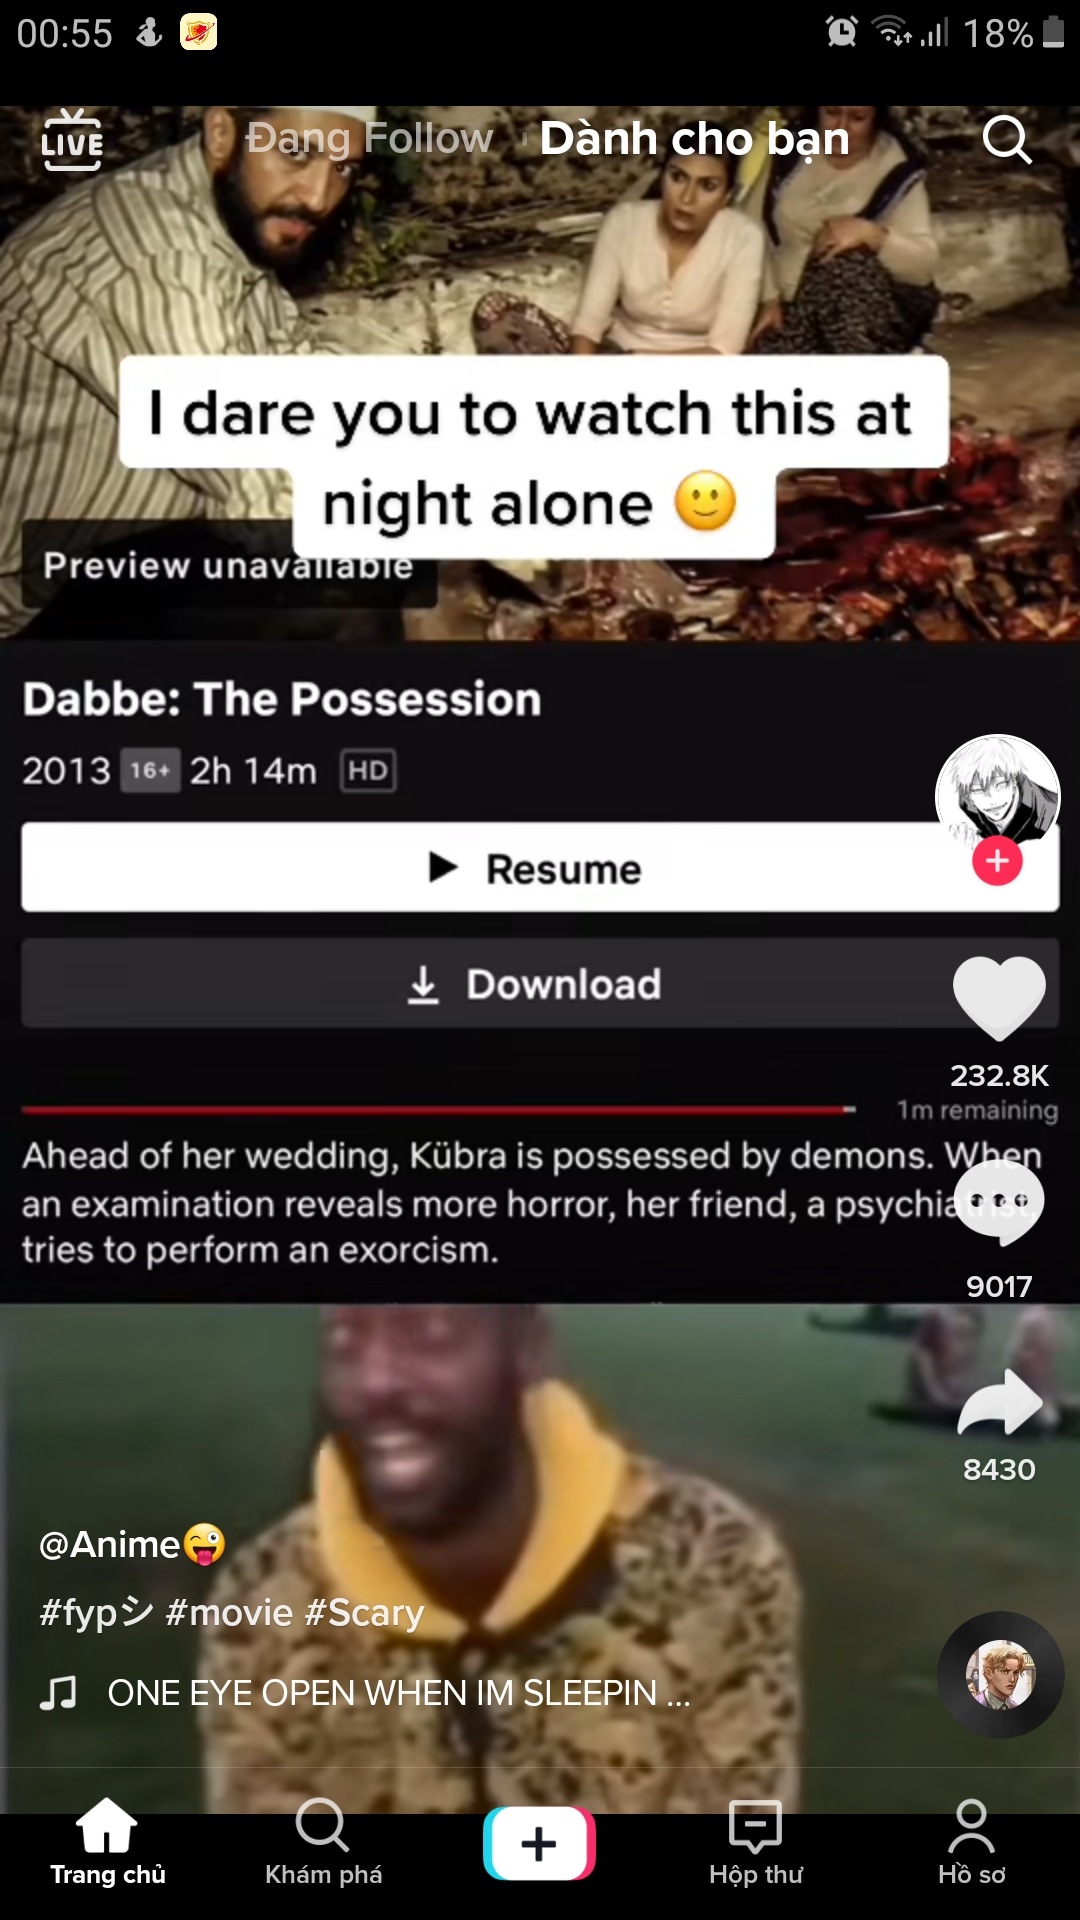 00:55
18%
LIVE
Đang Follow
Dành cho bạn
I dare you to watch this at
night alone 🙂
Preview unavailable
Dabbe: The Possession
2013 16+ 2h 14m HD
Resume
Download
232.8K
1m remaining
Ahead of her wedding, Kübra is possessed by demons. When
an examination reveals more horror, her friend, a psychiatrist,
tries to perform an exorcism.
9017
8430
@Anime😜
#fypシ #movie #Scary
ONE EYE OPEN WHEN IM SLEEPIN ...
Trang chủ
Khám phá
Hộp thư
Hồ sơ